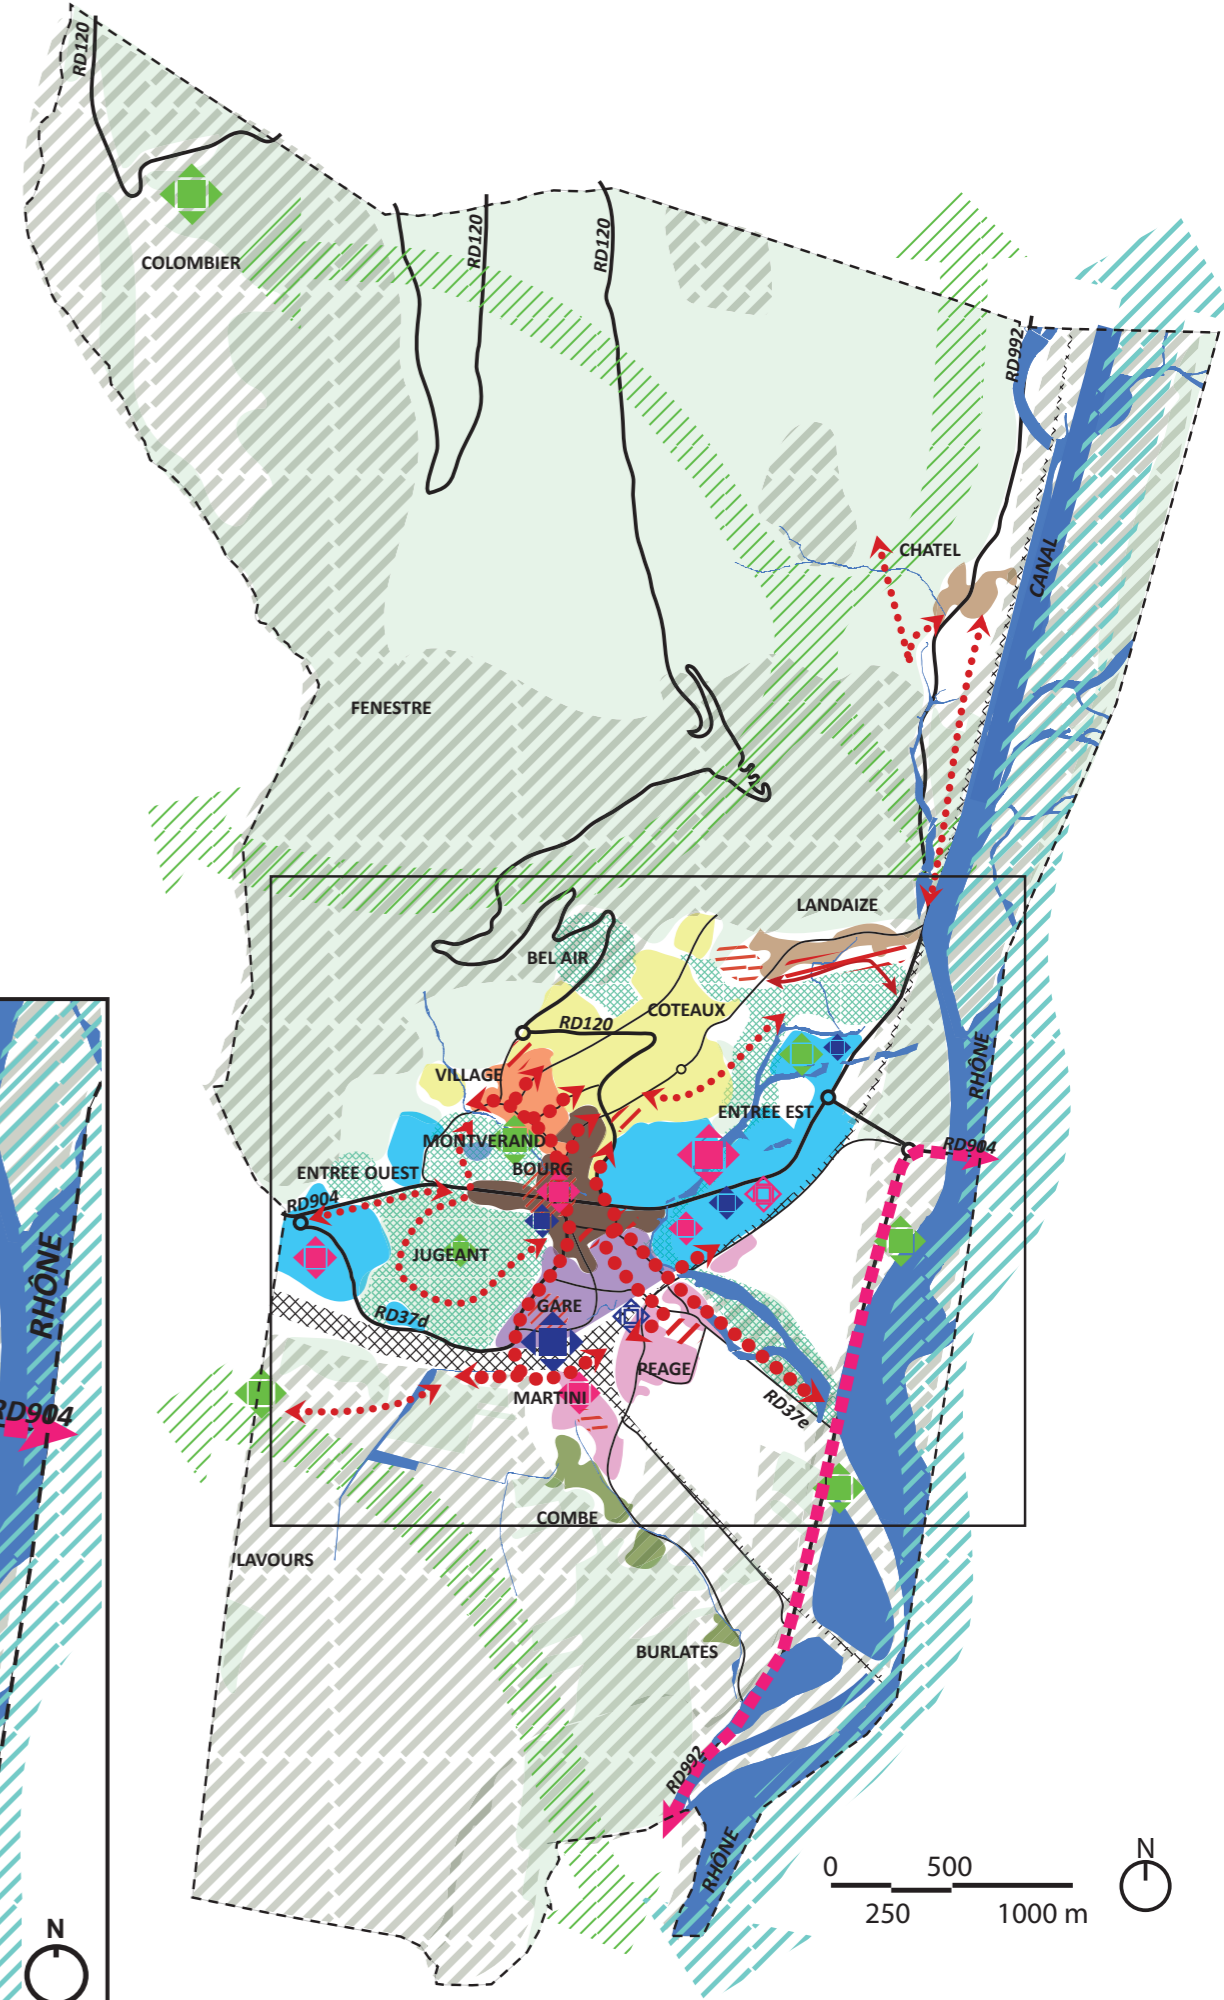 RD120
COLOMBIER
RD120
RD120
RD992
CHATEL
CANAL
FENESTRE
LANDAIZE
BEL AIR
COTEAUX
RD120
RHÔNE
VILLAGE
ENTREE EST
MONTVERAND
RD904
BOURG
ENTREE OUEST
RD904
JUGEANT
RHÔNE
GARE
RD37d
PEAGE
MARTINI
RD37e
RD904
COMBE
LAVOURS
BURLATES
RD992
RHÔNE
0 500
250 1000 m
N
N